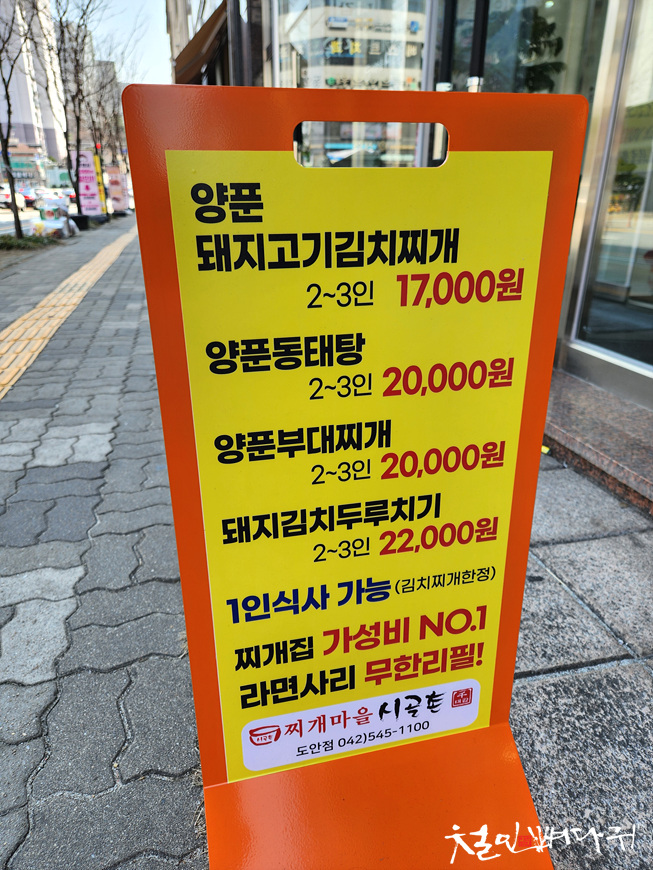 양푼
돼지고기김치찌개
2~3인 17,000원
양푼동태탕
2~3인 20,000원
양푼부대찌개
2~3인 20,000원
돼지김치두루치기
2~3인 22,000원
1인식사 가능 (김치찌개한정)
찌개집 가성비 NO.1
라면사리 무한리필!
찌개마을 시골촌
도안점 042)545-1100